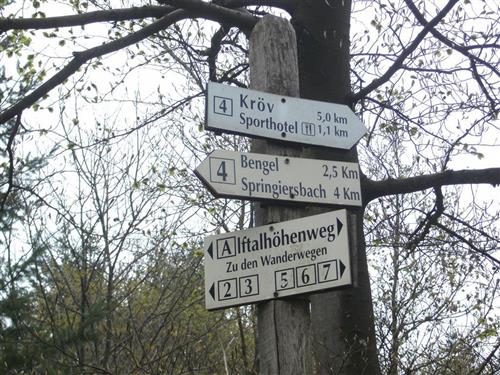 4 Kröv 5,0 km
Sporthotel 1,1 km
4 Bengel 2,5 Km
Springiersbach 4 Km
A lftalhöhenweg
Zu den Wanderwegen
2 3 5 6 7